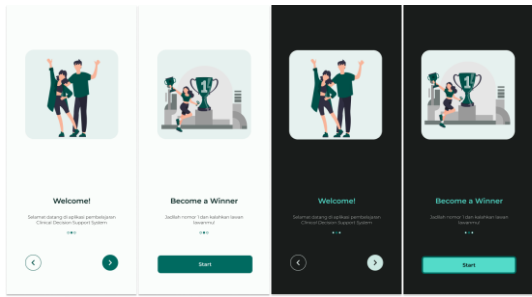 Welcome!
Selamat datang di aplikasi pembelajaran
Clinical Decision Support System
Become a Winner
1
Jadilah nomor 1 dan kalahkan lawan
lawanmu!
Start
Welcome!
Selamat datang di aplikasi pembelajaran
Clinical Decision Support System
Become a Winner
1
Jadilah nomor 1 dan kalahkan lawan
lawanmu!
Start